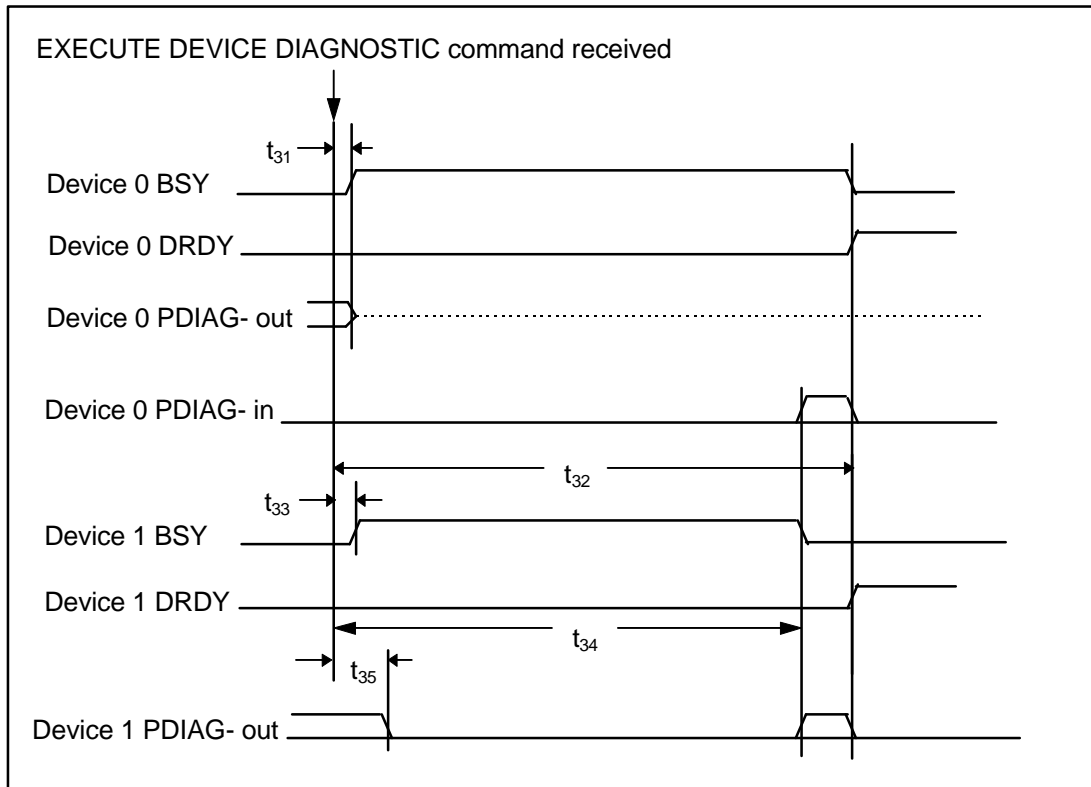 EXECUTE DEVICE DIAGNOSTIC command received
t31
Device 0 BSY
Device 0 DRDY
Device 0 PDIAG- out
Device 0 PDIAG- in
t32
t33
Device 1 BSY
Device 1 DRDY
t34
t35
Device 1 PDIAG- out